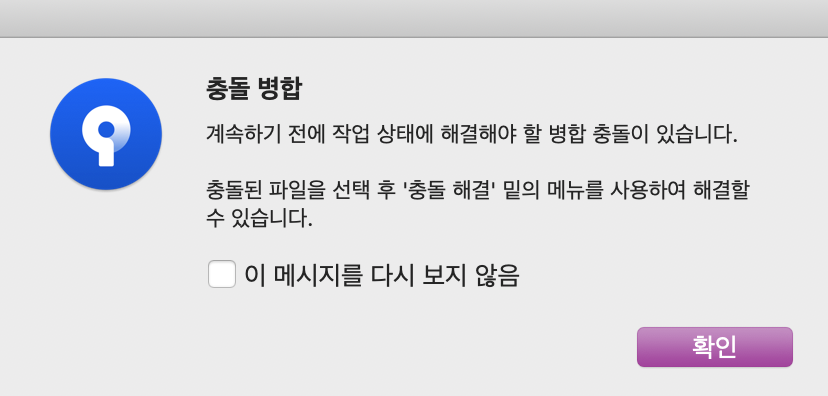 충돌 병합
계속하기 전에 작업 상태에 해결해야 할 병합 충돌이 있습니다.
충돌된 파일을 선택 후 '충돌 해결' 밑의 메뉴를 사용하여 해결할
수 있습니다.
이 메시지를 다시 보지 않음
확인